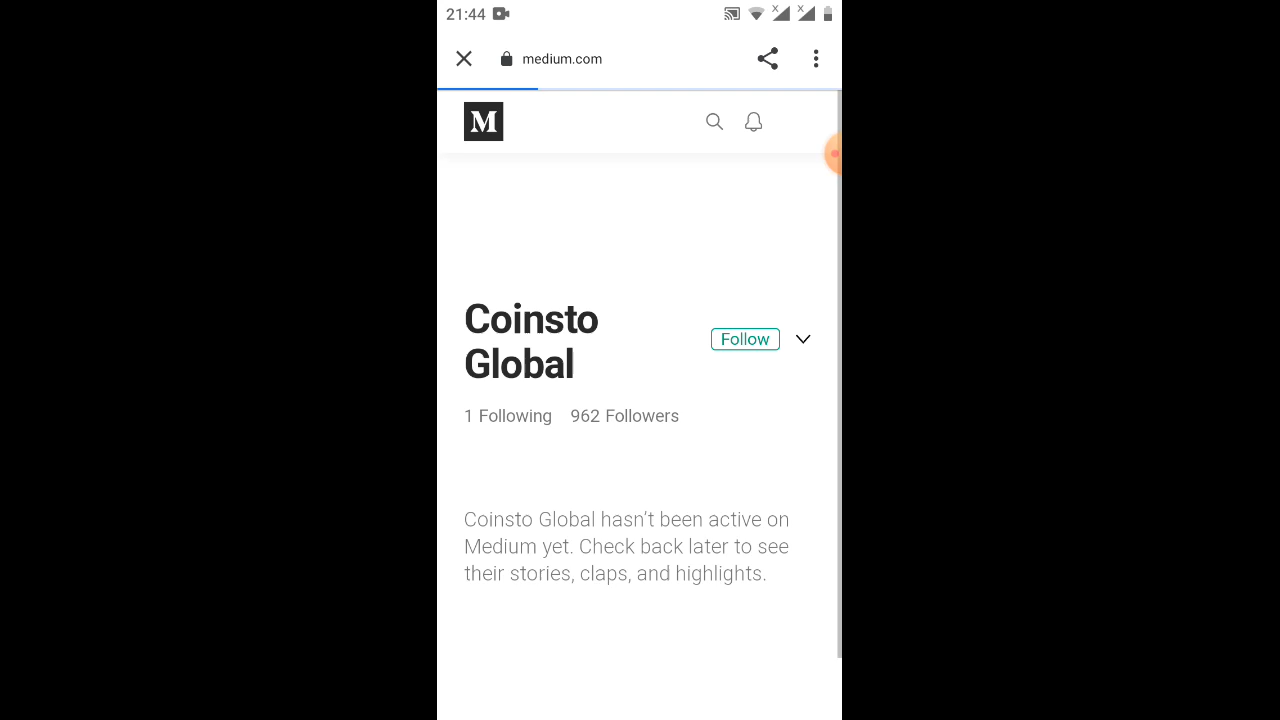 21:44
medium.com
M
Coinsto
Global
Follow
1 Following 962 Followers
Coinsto Global hasn't been active on
Medium yet. Check back later to see
their stories, claps, and highlights.